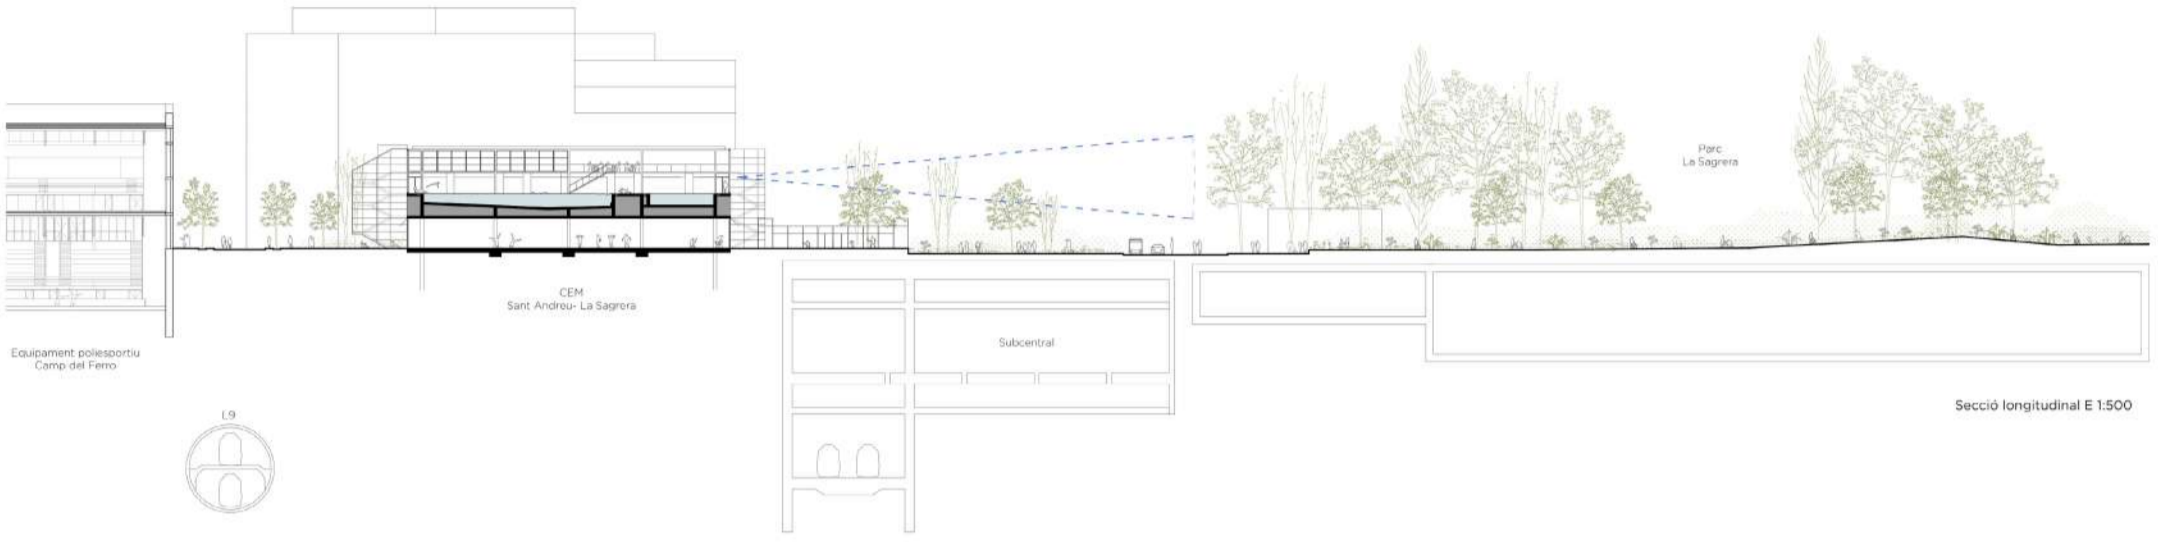 Parc
La Sagrera
CEM
Sant Andreu- La Sagrera
Subcentral
Equipament poliesportiu
Camp del Ferro
Secció longitudinal E 1:500
L9